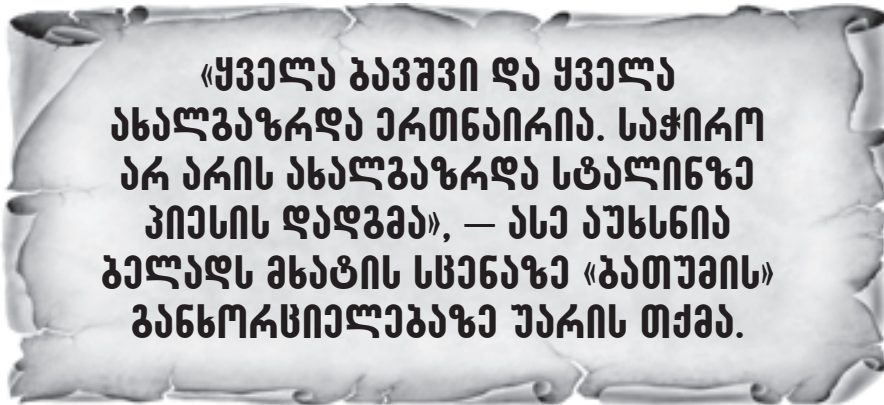 «ყველა ბავშვი და ყველა
ახალგაზრდა ერთნაირია. საჭირო
არ არის ახალგაზრდა სტალინზე
პიესის დადგმა», — ასე აუხსნია
ბელადს მხატის სცენაზე «ბათუმის»
განხორციელებაზე უარის თქმა.